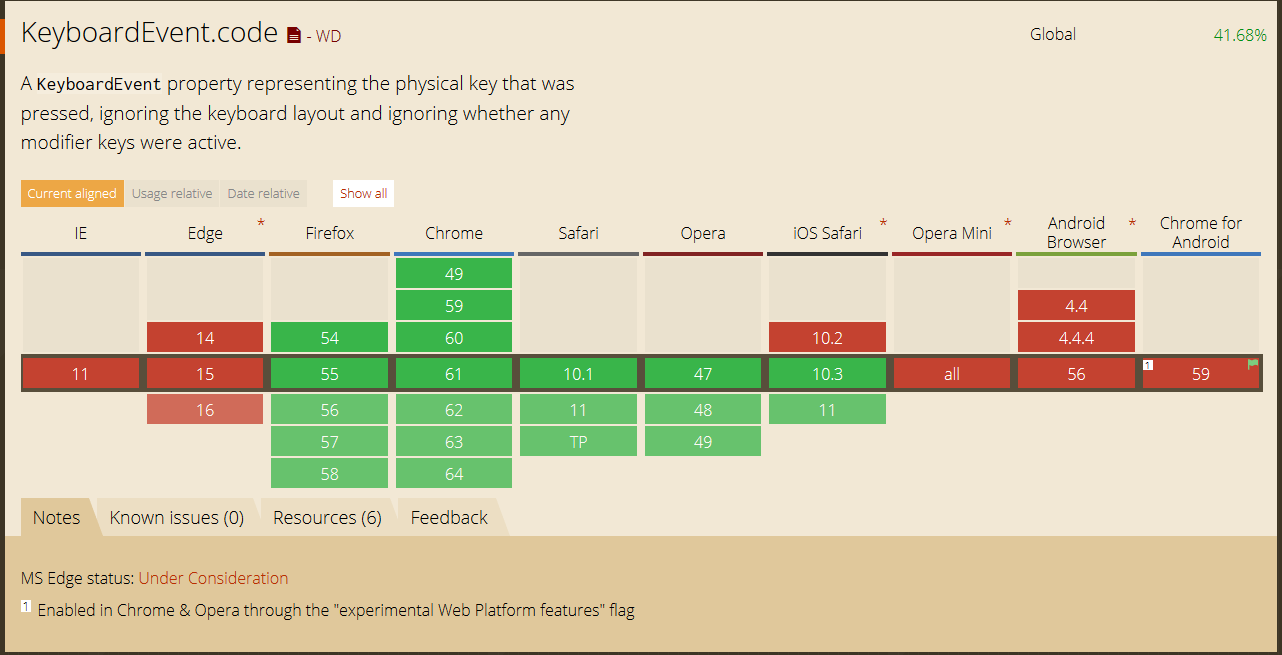 KeyboardEvent.code - WD
Global 41.68%
A KeyboardEvent property representing the physical key that was
pressed, ignoring the keyboard layout and ignoring whether any
modifier keys were active.
Current aligned Usage relative Date relative Show all
IE Edge * Firefox Chrome Safari Opera iOS Safari * Opera Mini * Android Browser * Chrome for Android
49
59 4.4
14 54 60 10.2 4.4.4
11 15 55 61 10.1 47 10.3 all 56 1 59
16 56 62 11 48 11
57 63 TP 49
58 64
Notes Known issues (0) Resources (6) Feedback
MS Edge status: Under Consideration
1 Enabled in Chrome & Opera through the "experimental Web Platform features" flag